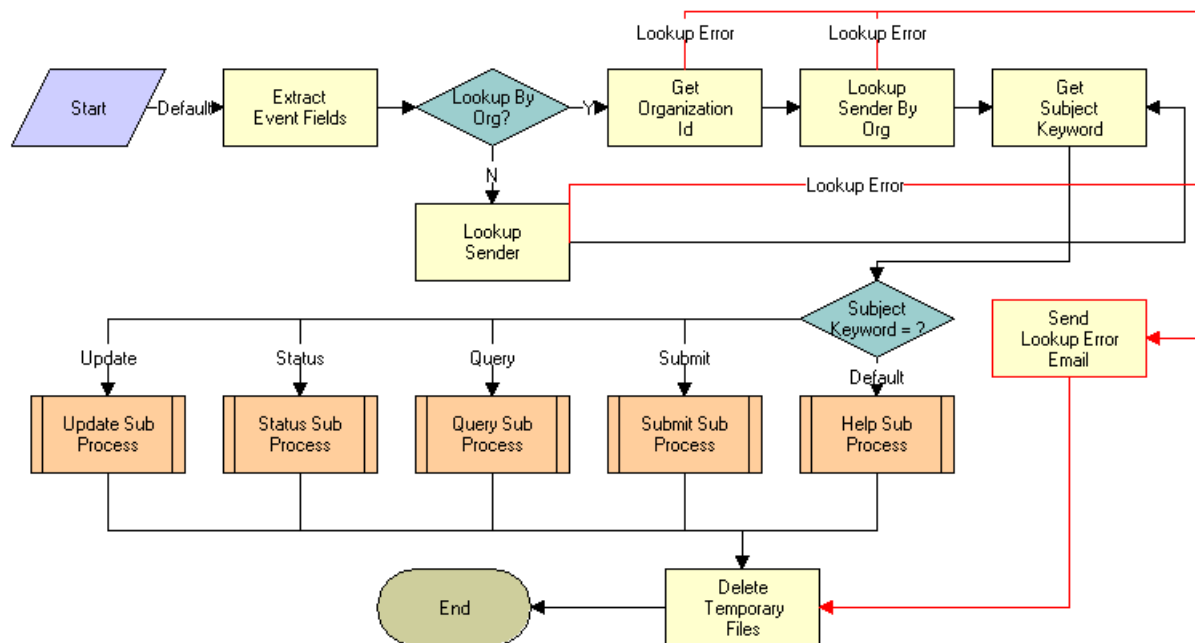 Lookup Error
Lookup Error
Start
Default
Extract
Event Fields
Lookup By
Org?
Y
Get
Organization
Id
Lookup
Sender By
Org
Get
Subject
Keyword
N
Lookup Error
Lookup
Sender
Subject
Keyword = ?
Send
Lookup Error
Email
Update
Status
Query
Submit
Default
Update Sub
Process
Status Sub
Process
Query Sub
Process
Submit Sub
Process
Help Sub
Process
End
Delete
Temporary
Files